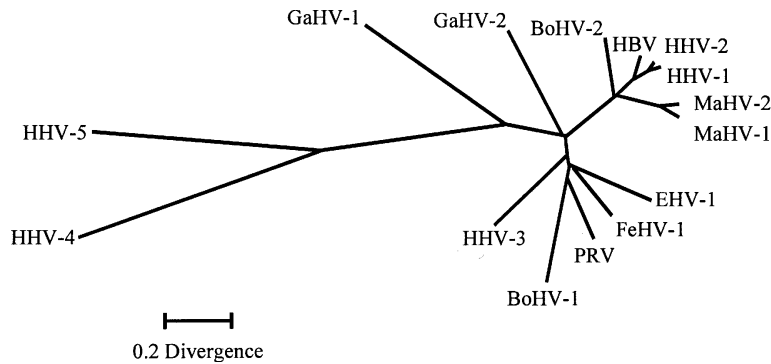 GaHV-1
GaHV-2
BoHV-2
HBV
HHV-2
HHV-1
MaHV-2
MaHV-1
HHV-5
EHV-1
FeHV-1
HHV-3
HHV-4
PRV
BoHV-1
0.2 Divergence